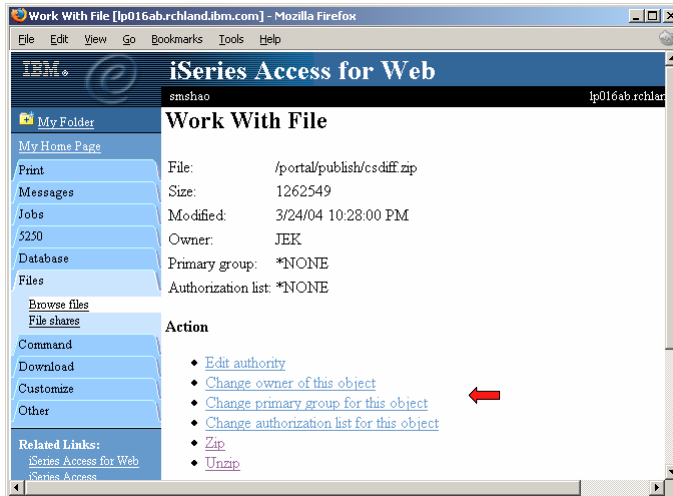 Work With File [lp016ab.rchland.ibm.com] - Mozilla Firefox
File Edit View Go Bookmarks Tools Help
IBM iSeries Access for Web
smshao lp016ab.rchlan
My Folder
My Home Page
Print
Messages
Jobs
5250
Database
Files
Browse files
File shares
Command
Download
Customize
Other
Related Links:
iSeries Access for Web
iSeries Access
Work With File
File: /portal/publish/csdiff.zip
Size: 1262549
Modified: 3/24/04 10:28:00 PM
Owner: JEK
Primary group: *NONE
Authorization list: *NONE
Action
Edit authority
Change owner of this object
Change primary group for this object
Change authorization list for this object
Zip
Unzip